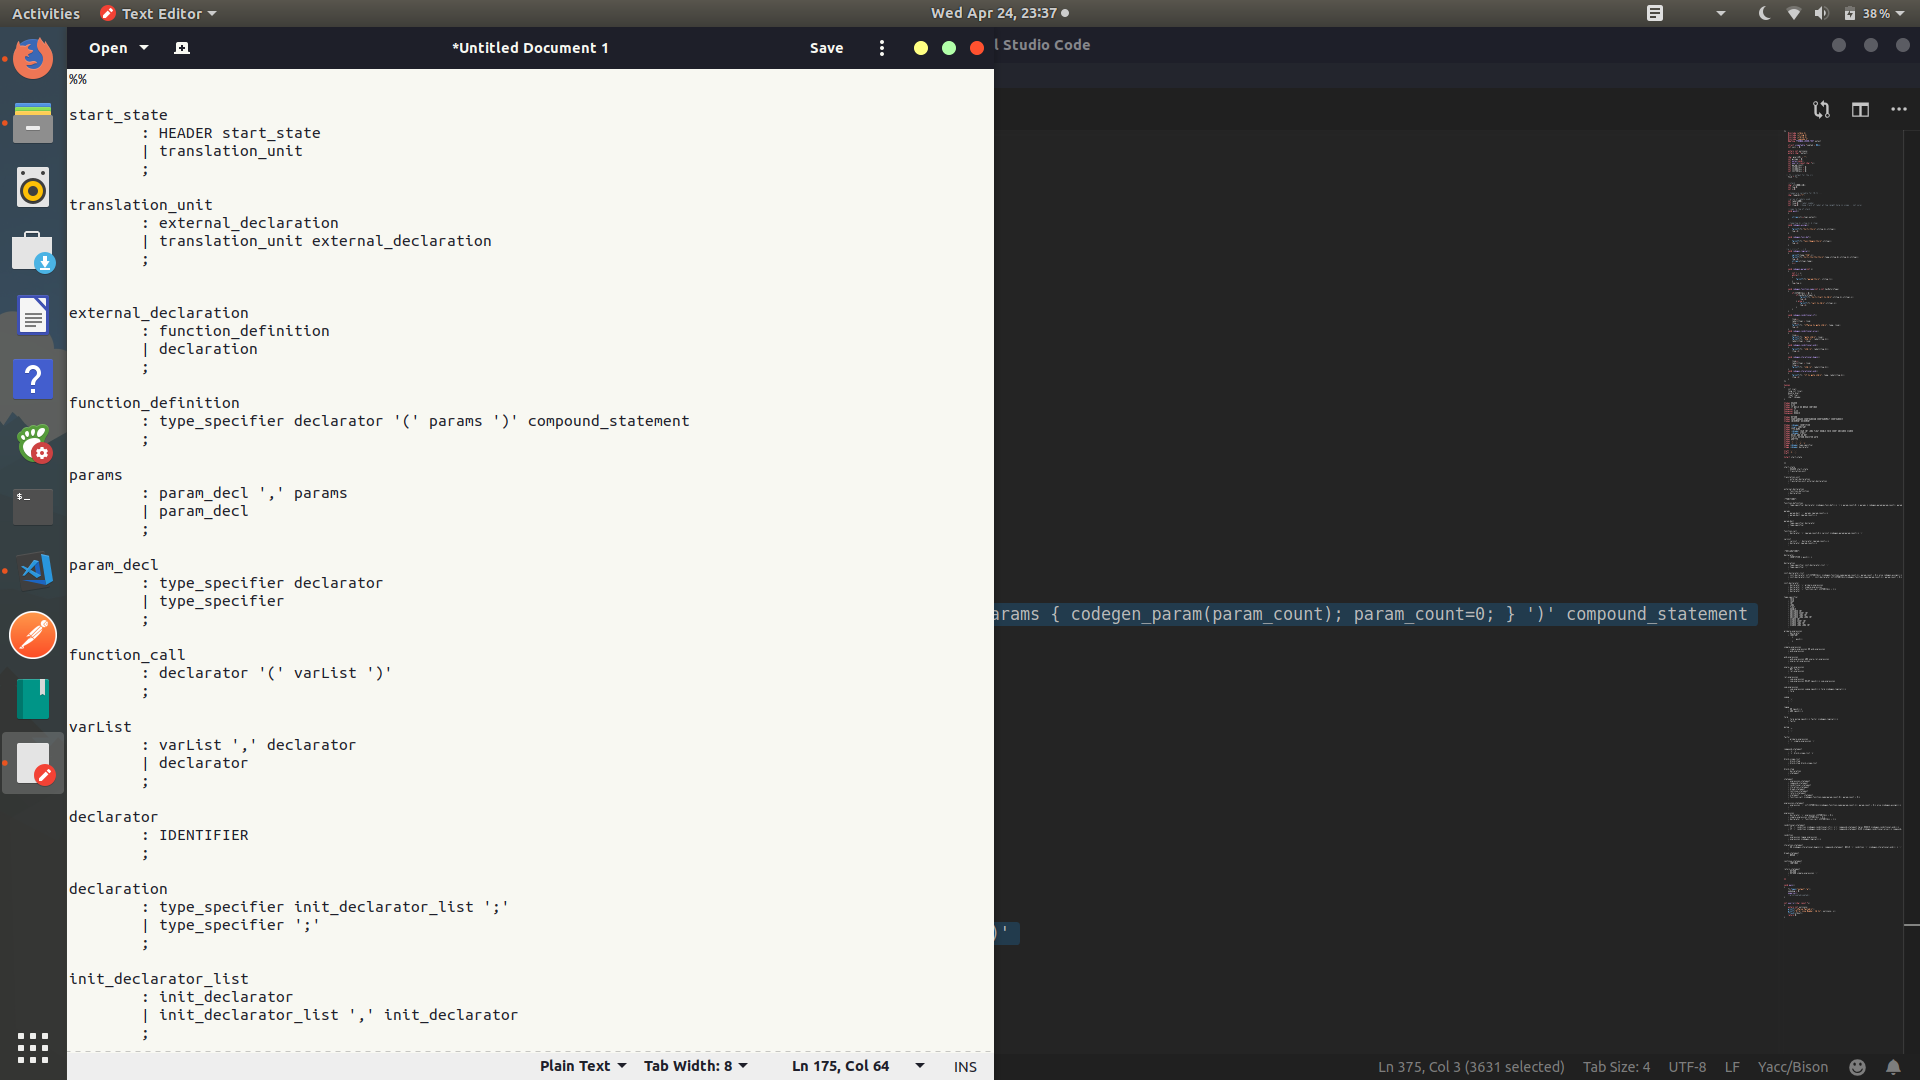 Activities Text Editor Wed Apr 24, 23:37 38%
Open *Untitled Document 1 Save
l Studio Code
%%
start_state
: HEADER start_state
| translation_unit
;
translation_unit
: external_declaration
| translation_unit external_declaration
;
external_declaration
: function_definition
| declaration
;
function_definition
: type_specifier declarator '(' params ')' compound_statement
;
params
: param_decl ',' params
| param_decl
;
param_decl
: type_specifier declarator
| type_specifier
;
function_call
: declarator '(' varList ')'
;
varList
: varList ',' declarator
| declarator
;
declarator
: IDENTIFIER
;
declaration
: type_specifier init_declarator_list ';'
| type_specifier ';'
;
init_declarator_list
: init_declarator
| init_declarator_list ',' init_declarator
;
Plain Text Tab Width: 8 Ln 175, Col 64 INS
arams { codegen_param(param_count); param_count=0; } ')' compound_statement
)'
Ln 375, Col 3 (3631 selected) Tab Size: 4 UTF-8 LF Yacc/Bison